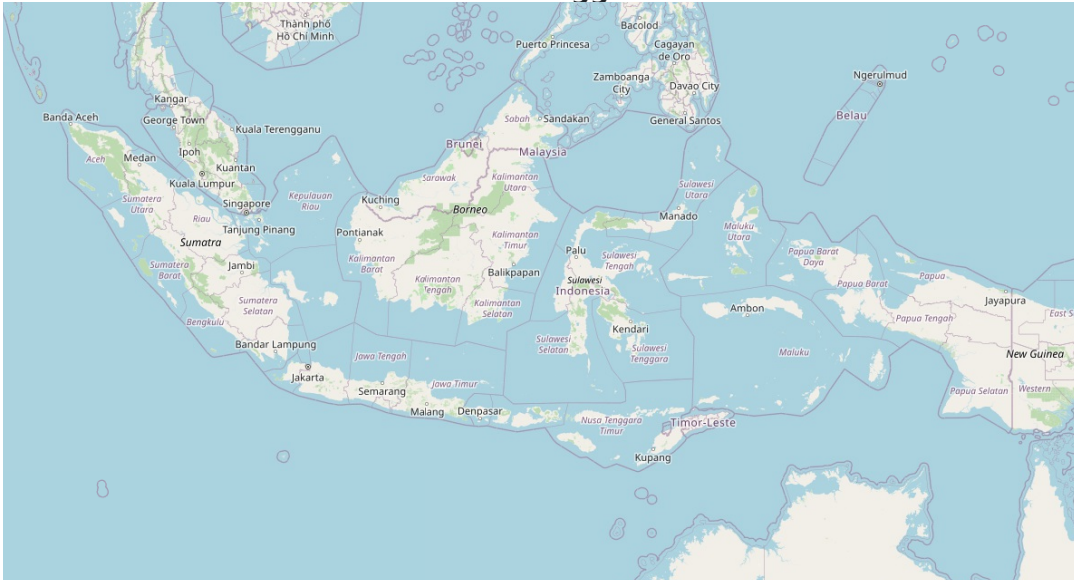 Thành phố
Hồ Chí Minh
Bacolod
Puerto Princesa
Cagayan
de Oro
Zamboanga
City
Davao City
Ngerulmud
Kangar
Banda Aceh
George Town
Kuala Terengganu
Sabah
Sandakan
General Santos
Belau
Brunei
Malaysia
Aceh
Medan
Ipoh
Kuantan
Kuala Lumpur
Sarawak
Kalimantan
Utara
Sulawesi
Utara
Sumatera
Utara
Singapore
Kepulauan
Riau
Kuching
Borneo
Manado
Riau
Tanjung Pinang
Pontianak
Maluku
Utara
Sumatra
Kalimantan
Timur
Palu
Sulawesi
Tengah
Papua Barat
Daya
Sumatera
Barat
Jambi
Kalimantan
Barat
Balikpapan
Kalimantan
Tengah
Sulawesi
Indonesia
Papua Barat
Papua
Jayapura
Sumatera
Selatan
Kalimantan
Selatan
Ambon
Papua Tengah
East S
Bengkulu
Kendari
Bandar Lampung
Sulawesi
Selatan
Sulawesi
Tenggara
Jawa Tengah
Maluku
New Guinea
Jakarta
Semarang
Jawa Timur
Papua Selatan
Western
Malang
Denpasar
Nusa Tenggara
Timur
Timor-Leste
Kupang